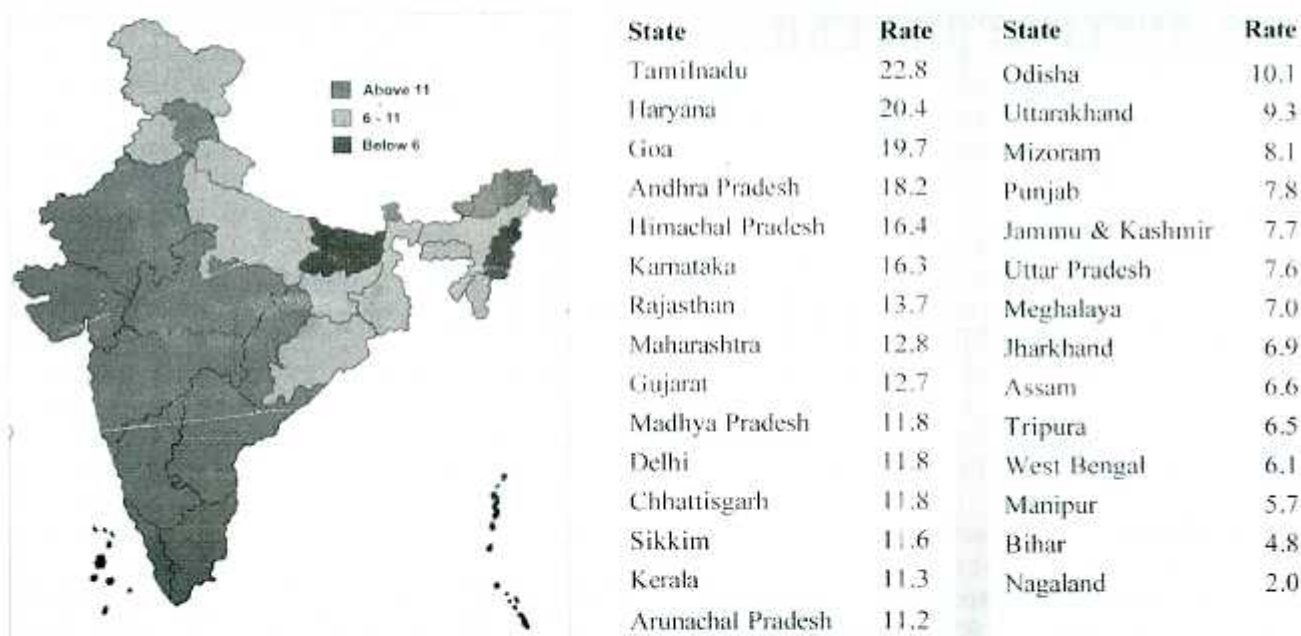 Above 11
6 - 11
Below 6
State Rate State Rate
Tamilnadu 22.8 Odisha 10.1
Haryana 20.4 Uttarakhand 9.3
Goa 19.7 Mizoram 8.1
Andhra Pradesh 18.2 Punjab 7.8
Himachal Pradesh 16.4 Jammu & Kashmir 7.7
Karnataka 16.3 Uttar Pradesh 7.6
Rajasthan 13.7 Meghalaya 7.0
Maharashtra 12.8 Jharkhand 6.9
Gujarat 12.7 Assam 6.6
Madhya Pradesh 11.8 Tripura 6.5
Delhi 11.8 West Bengal 6.1
Chhattisgarh 11.8 Manipur 5.7
Sikkim 11.6 Bihar 4.8
Kerala 11.3 Nagaland 2.0
Arunachal Pradesh 11.2